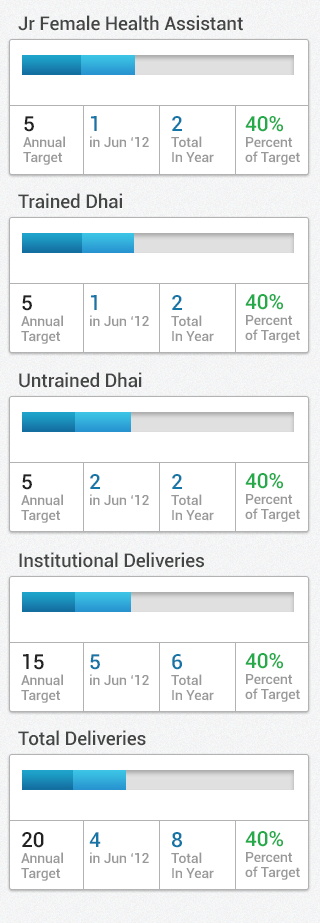 Jr Female Health Assistant
5 1 2 40%
Annual in Jun ‘12 Total Percent
Target In Year of Target
Trained Dhai
5 1 2 40%
Annual in Jun ‘12 Total Percent
Target In Year of Target
Untrained Dhai
5 2 2 40%
Annual in Jun ‘12 Total Percent
Target In Year of Target
Institutional Deliveries
15 5 6 40%
Annual in Jun ‘12 Total Percent
Target In Year of Target
Total Deliveries
20 4 8 40%
Annual in Jun ‘12 Total Percent
Target In Year of Target